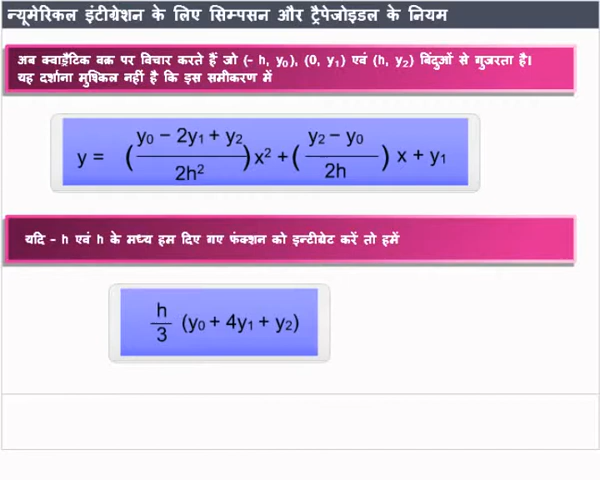 न्यूमेरिकल इंटीग्रेशन के लिए सिम्पसन और ट्रैपेजोइडल के नियम
अब क्वाड्रैटिक वक्र पर विचार करते हैं जो (– h, y₀), (0, y₁) एवं (h, y₂) बिंदुओं से गुजरता है।
यह दर्शाना मुश्किल नहीं है कि इस समीकरण में
y = ( (y₀ − 2y₁ + y₂) / 2h² ) x² + ( (y₂ − y₀) / 2h ) x + y₁
यदि – h एवं h के मध्य हम दिए गए फंक्शन को इन्टीग्रेट करें तो हमें
h/3 (y₀ + 4y₁ + y₂)